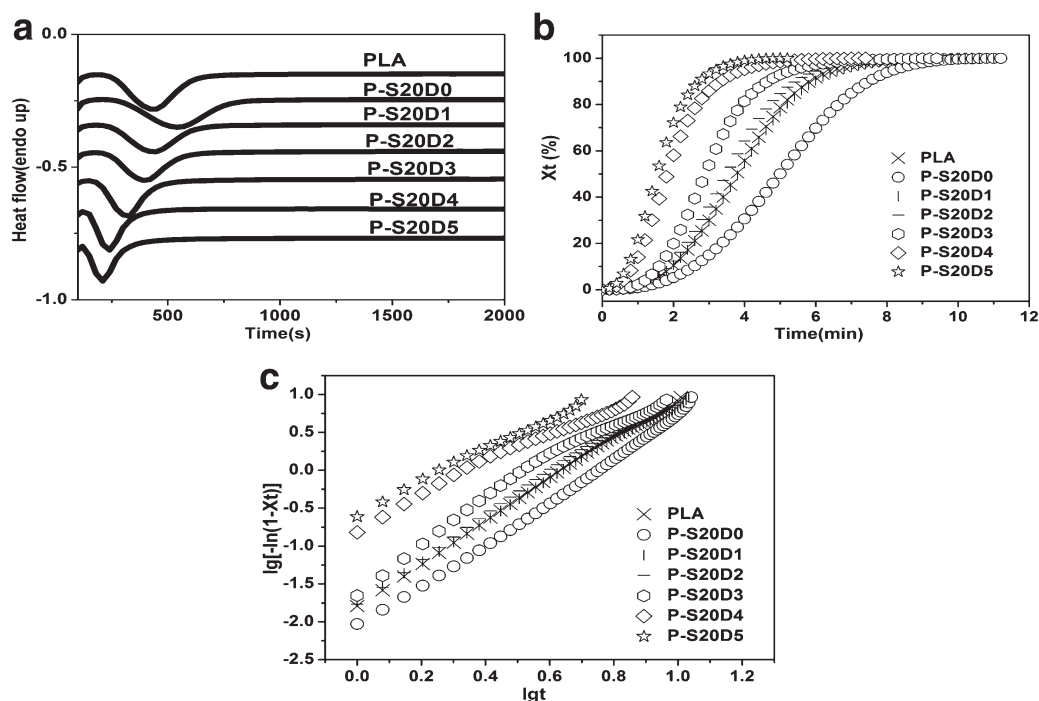 a
0.0
-0.5
-1.0
Heat flow(endo up)
PLA
P-S20D0
P-S20D1
P-S20D2
P-S20D3
P-S20D4
P-S20D5
500
1000
1500
2000
Time(s)
b
100
80
60
40
20
0
Xt (%)
PLA
P-S20D0
P-S20D1
P-S20D2
P-S20D3
P-S20D4
P-S20D5
0
2
4
6
8
10
12
Time(min)
c
1.0
0.5
0.0
-0.5
-1.0
-1.5
-2.0
-2.5
lg[-ln(1-Xt)]
PLA
P-S20D0
P-S20D1
P-S20D2
P-S20D3
P-S20D4
P-S20D5
0.0
0.2
0.4
0.6
0.8
1.0
1.2
lgt